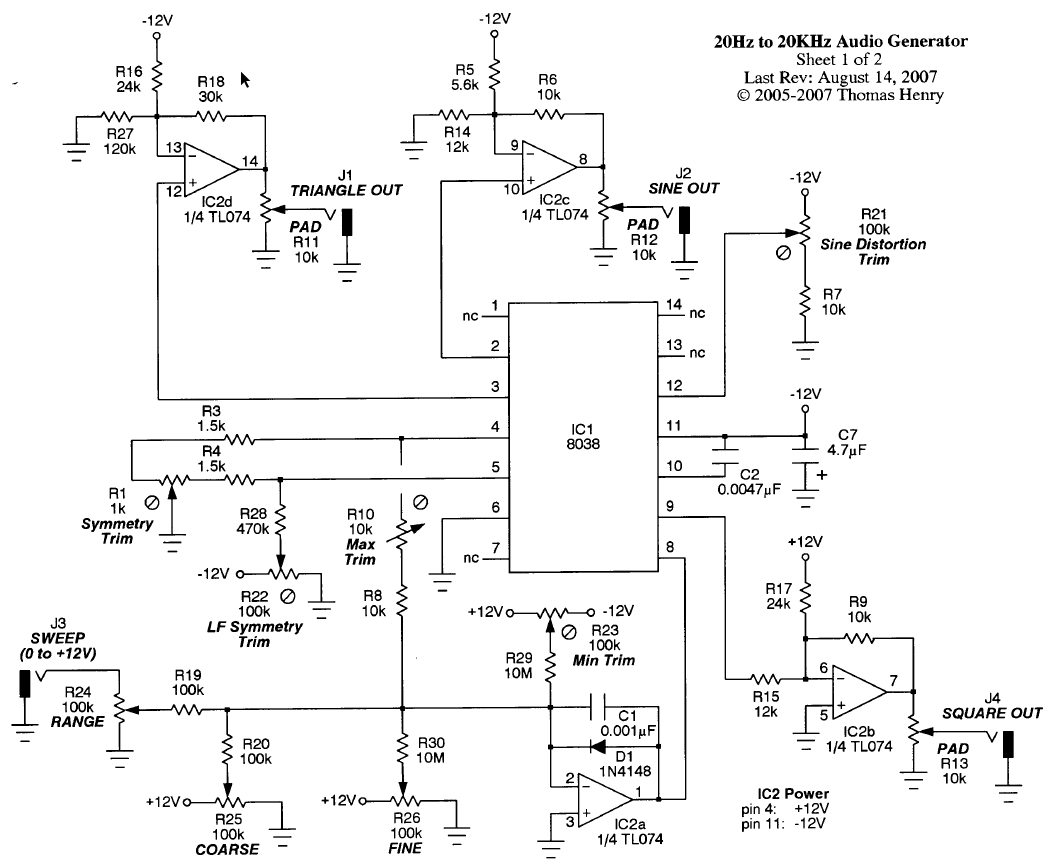 20Hz to 20KHz Audio Generator
Sheet 1 of 2
Last Rev: August 14, 2007
© 2005-2007 Thomas Henry
-12V
R16
24k
R18
30k
R27
120k
13
-
14
12
+
IC2d
1/4 TL074
J1
TRIANGLE OUT
PAD
R11
10k
-12V
R5
5.6k
R6
10k
R14
12k
9
-
8
10
+
IC2c
1/4 TL074
J2
SINE OUT
PAD
R12
10k
-12V
R21
100k
Sine Distortion
Trim
R7
10k
nc
1
2
3
4
5
6
nc
7
IC1
8038
14
nc
13
nc
12
11
10
9
8
-12V
C7
4.7µF
+
C2
0.0047µF
R3
1.5k
R4
1.5k
R1
1k
Symmetry
Trim
R28
470k
-12V
R22
100k
LF Symmetry
Trim
R10
10k
Max
Trim
R8
10k
+12V
-12V
R23
100k
Min Trim
R29
10M
J3
SWEEP
(0 to +12V)
R24
100k
RANGE
R19
100k
R20
100k
+12V
R25
100k
COARSE
R30
10M
+12V
R26
100k
FINE
C1
0.001µF
D1
1N4148
2
-
1
3
+
IC2a
1/4 TL074
+12V
R17
24k
R9
10k
R15
12k
6
-
7
5
+
IC2b
1/4 TL074
J4
SQUARE OUT
PAD
R13
10k
IC2 Power
pin 4: +12V
pin 11: -12V